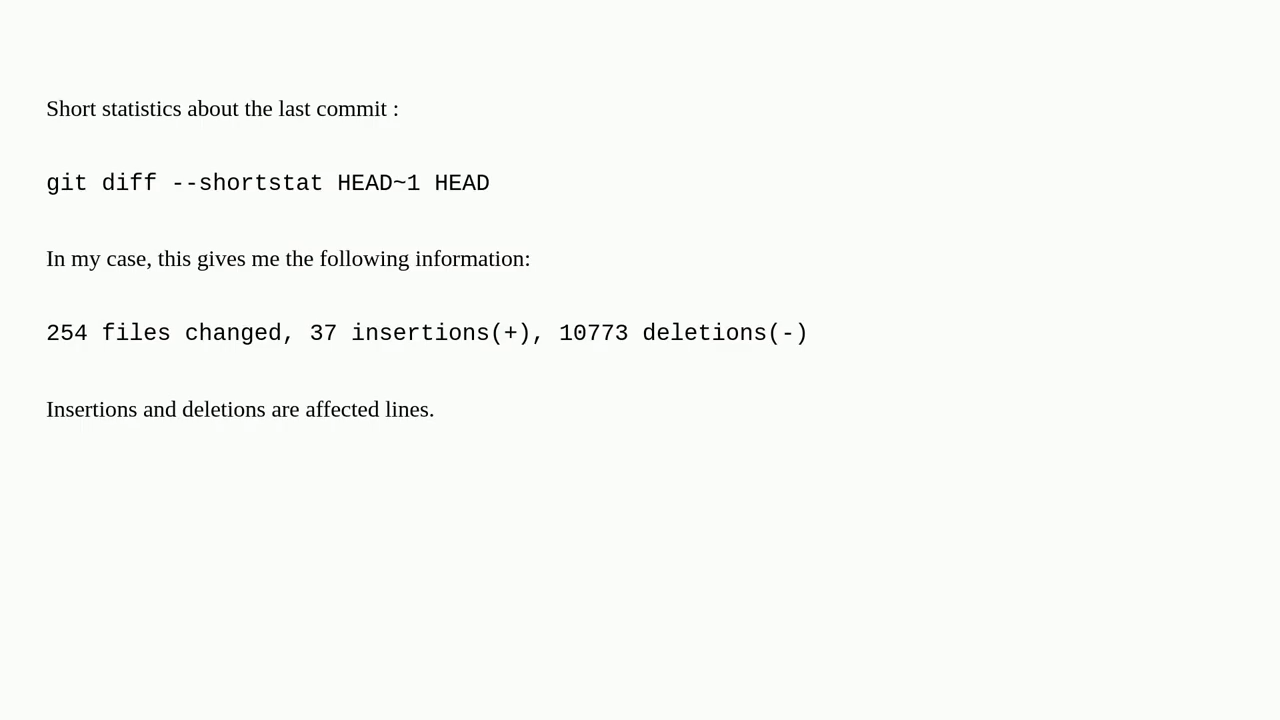 Short statistics about the last commit :
git diff --shortstat HEAD~1 HEAD
In my case, this gives me the following information:
254 files changed, 37 insertions(+), 10773 deletions(-)
Insertions and deletions are affected lines.